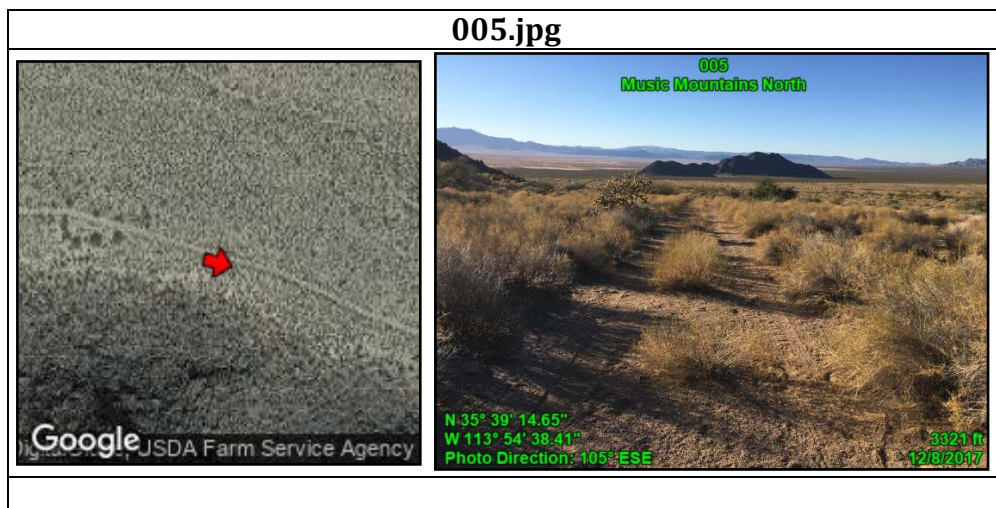 005.jpg
005
Music Mountains North
N 35° 39' 14.65"
W 113° 54' 38.41"
Photo Direction: 105° ESE
3321 ft
12/8/2017
Google
USDA Farm Service Agency